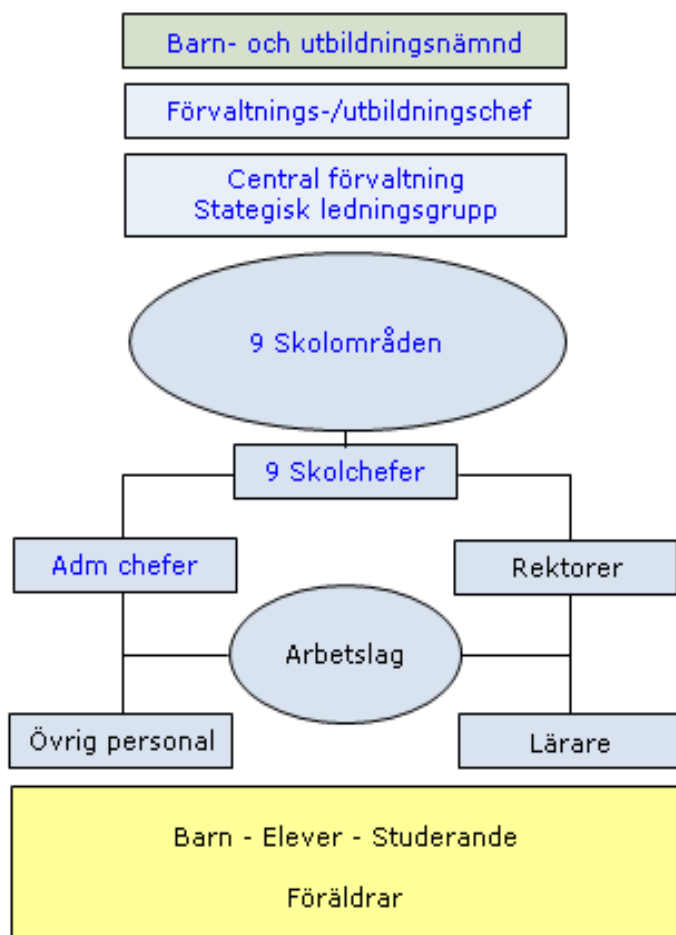 Barn- och utbildningsnämnd
Förvaltnings-/utbildningschef
Central förvaltning
Stategisk ledningsgrupp
9 Skolområden
9 Skolchefer
Adm chefer
Rektorer
Arbetslag
Övrig personal
Lärare
Barn - Elever - Studerande
Föräldrar